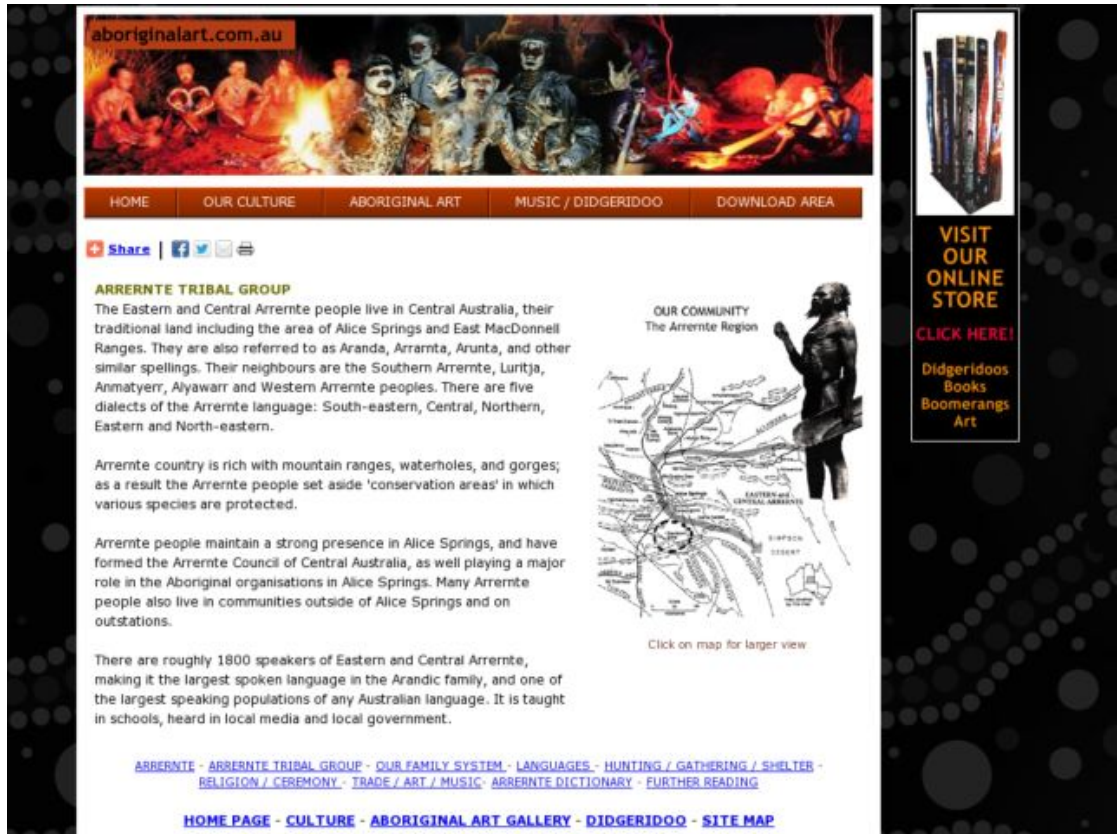 aboriginalart.com.au
HOME OUR CULTURE ABORIGINAL ART MUSIC / DIDGERIDOO DOWNLOAD AREA
Share |
ARRERNTE TRIBAL GROUP
The Eastern and Central Arrernte people live in Central Australia, their
traditional land including the area of Alice Springs and East MacDonnell
Ranges. They are also referred to as Aranda, Arrarnta, Arunta, and other
similar spellings. Their neighbours are the Southern Arrernte, Luritja,
Anmatyerr, Alyawarr and Western Arrernte peoples. There are five
dialects of the Arrernte language: South-eastern, Central, Northern,
Eastern and North-eastern.
Arrernte country is rich with mountain ranges, waterholes, and gorges;
as a result the Arrernte people set aside 'conservation areas' in which
various species are protected.
Arrernte people maintain a strong presence in Alice Springs, and have
formed the Arrernte Council of Central Australia, as well playing a major
role in the Aboriginal organisations in Alice Springs. Many Arrernte
people also live in communities outside of Alice Springs and on
outstations.
There are roughly 1800 speakers of Eastern and Central Arrernte,
making it the largest spoken language in the Arandic family, and one of
the largest speaking populations of any Australian language. It is taught
in schools, heard in local media and local government.
OUR COMMUNITY
The Arrernte Region
EASTERN and
CENTRAL ARRERNTE
SIMPSON
DESERT
Click on map for larger view
ARRERNTE - ARRERNTE TRIBAL GROUP - OUR FAMILY SYSTEM - LANGUAGES - HUNTING / GATHERING / SHELTER -
RELIGION / CEREMONY - TRADE / ART / MUSIC- ARRERNTE DICTIONARY - FURTHER READING
HOME PAGE - CULTURE - ABORIGINAL ART GALLERY - DIDGERIDOO - SITE MAP
VISIT
OUR
ONLINE
STORE
CLICK HERE!
Didgeridoos
Books
Boomerangs
Art